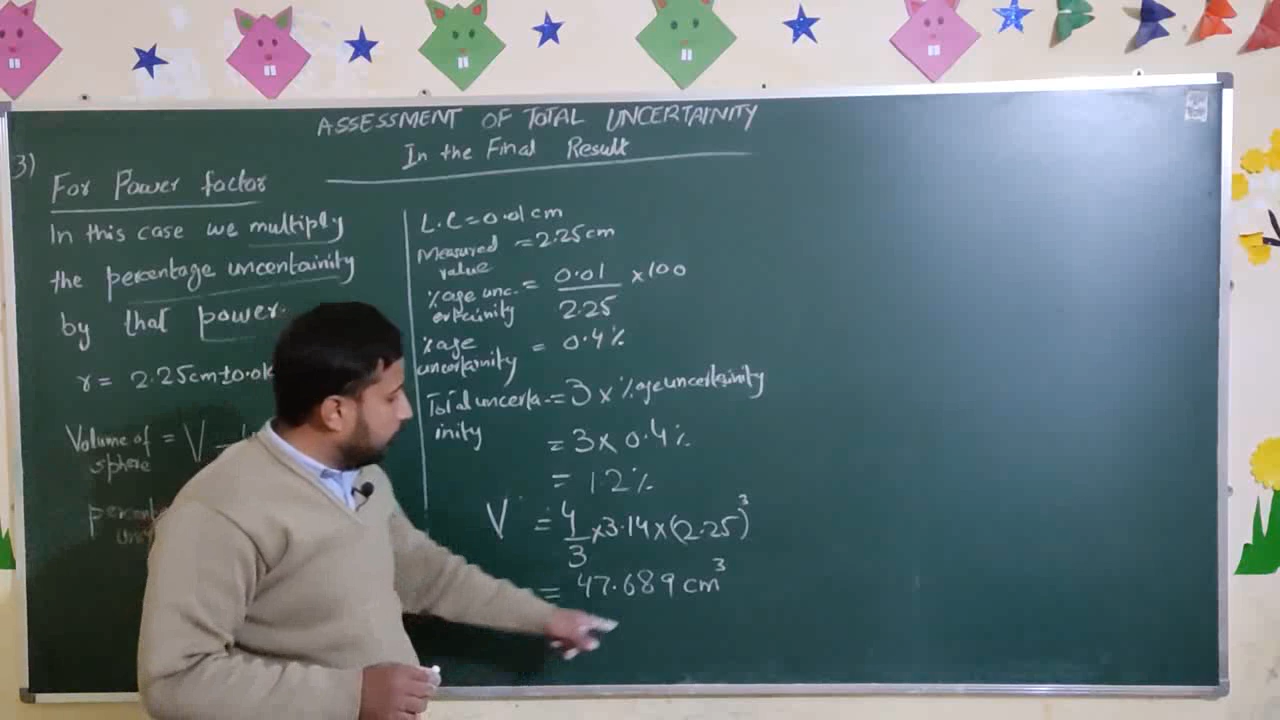 ASSESSMENT OF TOTAL UNCERTAINITY
In the Final Result
3)
For Power factor
In this case we multiply
the percentage uncertainity
by that power.
r = 2.25cm±0.01
Volume of sphere = V =
L.C = 0.01 cm
Measured value = 2.25 cm
%age unc-ertainity = 0.01/2.25 × 100
%age uncertainity = 0.4%
Total uncerta-inity = 3 × %age uncertainity
= 3 × 0.4%
= 1.2%
V = 4/3 × 3.14 × (2.25)³
= 47.689 cm³